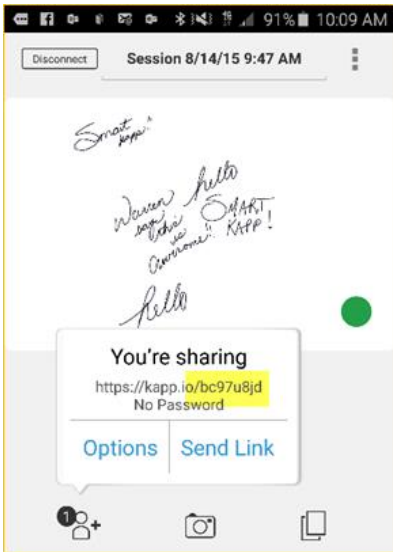 91% 10:09 AM
Disconnect Session 8/14/15 9:47 AM
Smart
kapp!
hello
Warren
says
this
is
awesome!!
SMART
KAPP!
hello
You're sharing
https://kapp.io/bc97u8jd
No Password
Options Send Link
1